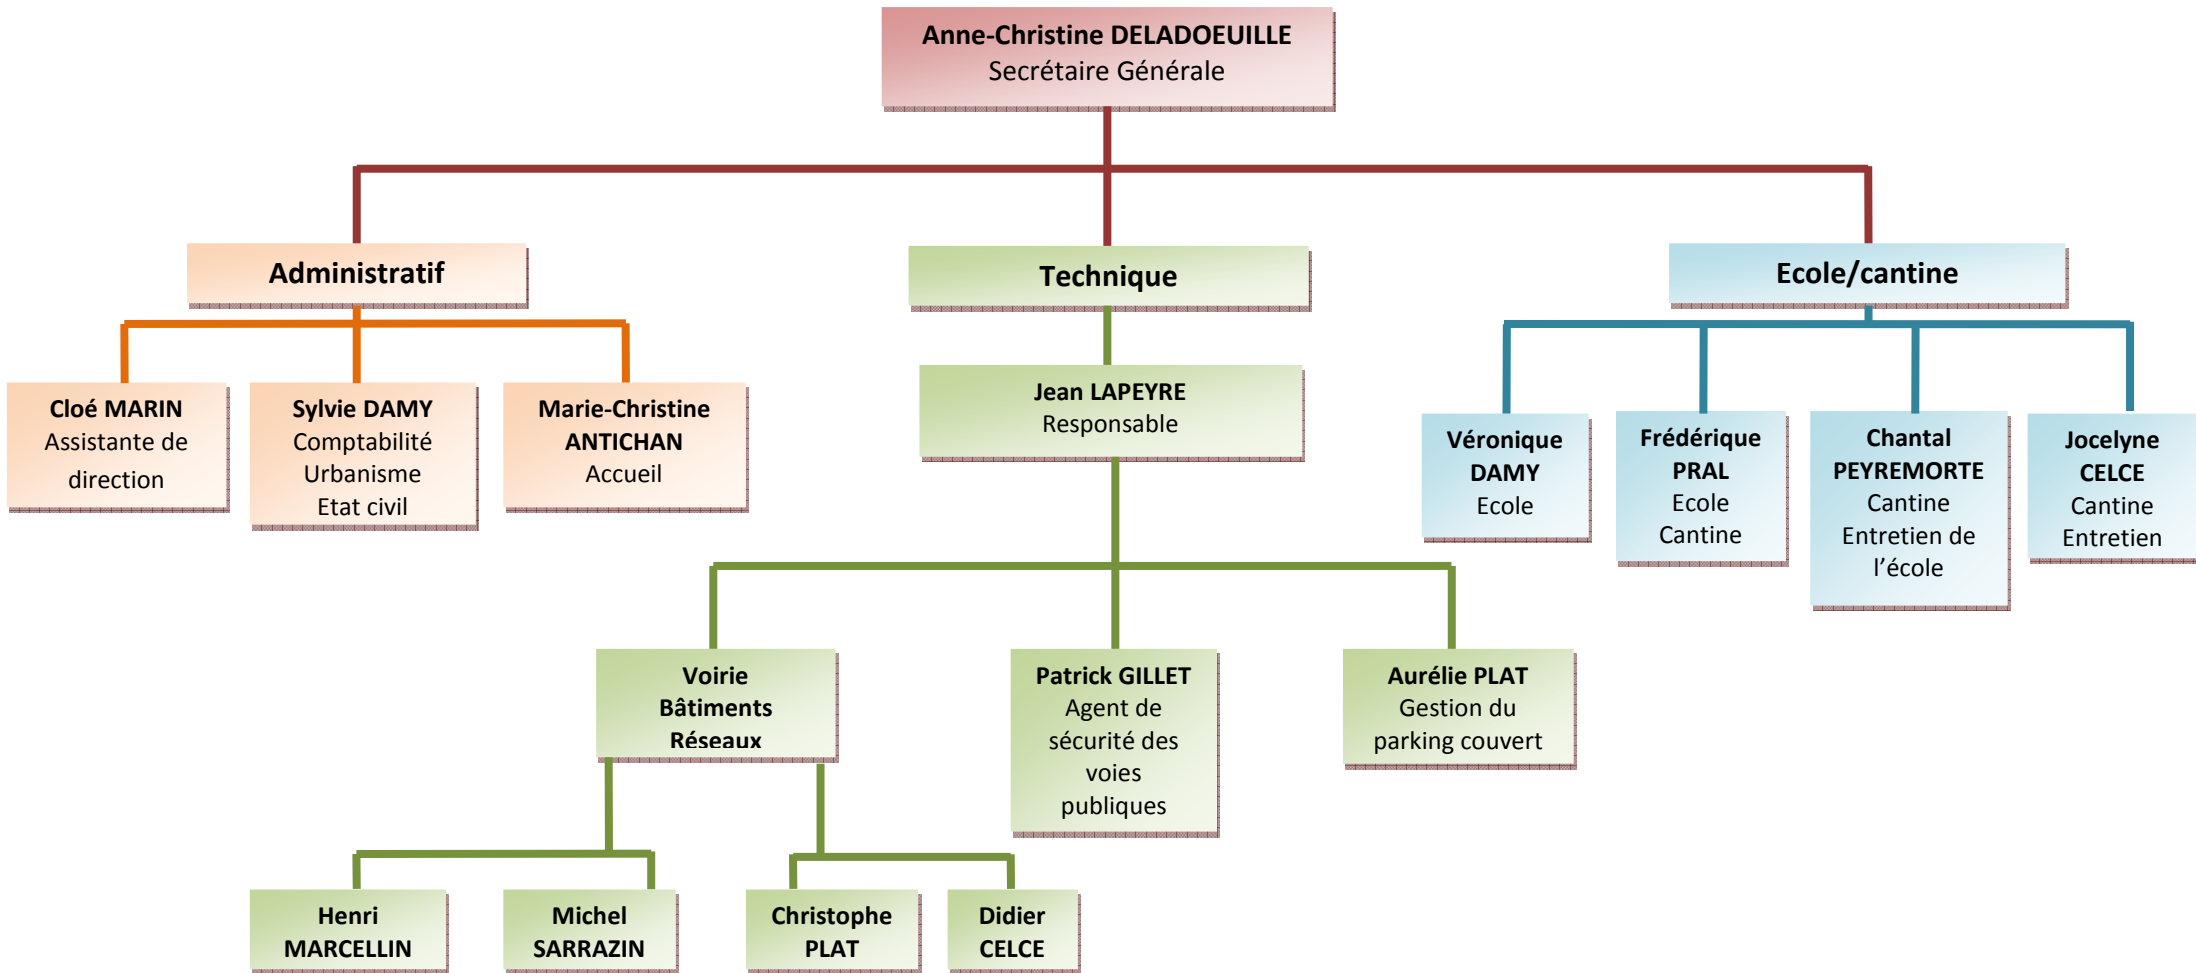 Anne-Christine DELADOEUILLE
Secrétaire Générale
Administratif
Technique
Ecole/cantine
Cloé MARIN
Assistante de
direction
Sylvie DAMY
Comptabilité
Urbanisme
Etat civil
Marie-Christine
ANTICHAN
Accueil
Jean LAPEYRE
Responsable
Véronique
DAMY
Ecole
Frédérique
PRAL
Ecole
Cantine
Chantal
PEYREMORTE
Cantine
Entretien de
l’école
Jocelyne
CELCE
Cantine
Entretien
Voirie
Bâtiments
Réseaux
Patrick GILLET
Agent de
sécurité des
voies
publiques
Aurélie PLAT
Gestion du
parking couvert
Henri
MARCELLIN
Michel
SARRAZIN
Christophe
PLAT
Didier
CELCE